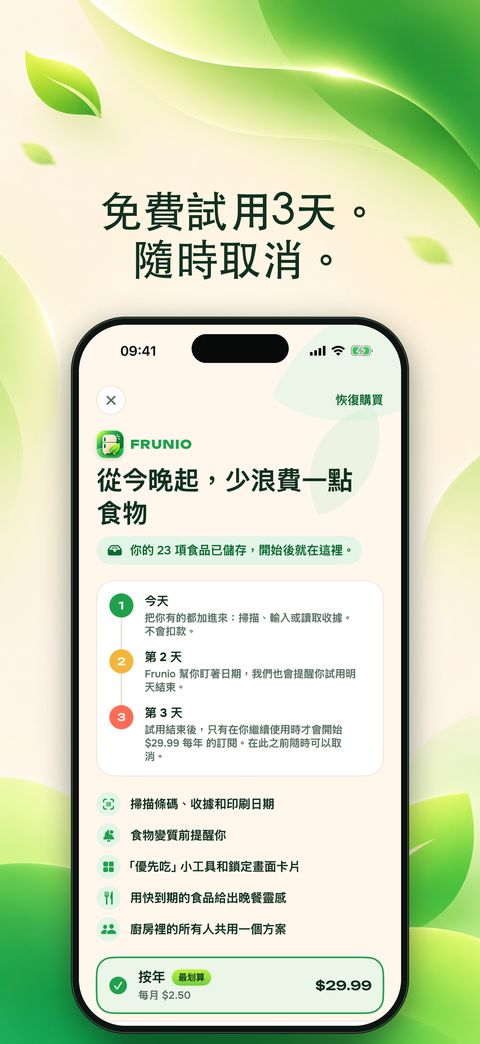 免費試用3天。
隨時取消。
09:41
恢復購買
FRUNIO
從今晚起，少浪費一點
食物
你的 23 項食品已儲存，開始後就在這裡。
1
今天
把你有的都加進來：掃描、輸入或讀取收據。
不會扣款。
2
第 2 天
Frunio 幫你盯著日期，我們也會提醒你試用明
天結束。
3
第 3 天
試用結束後，只有在你繼續使用時才會開始
$29.99 每年 的訂閱。在此之前隨時可以取
消。
掃描條碼、收據和印刷日期
食物變質前提醒你
「優先吃」小工具和鎖定畫面卡片
用快到期的食品給出晚餐靈感
廚房裡的所有人共用一個方案
按年 最划算
$29.99
每月 $2.50